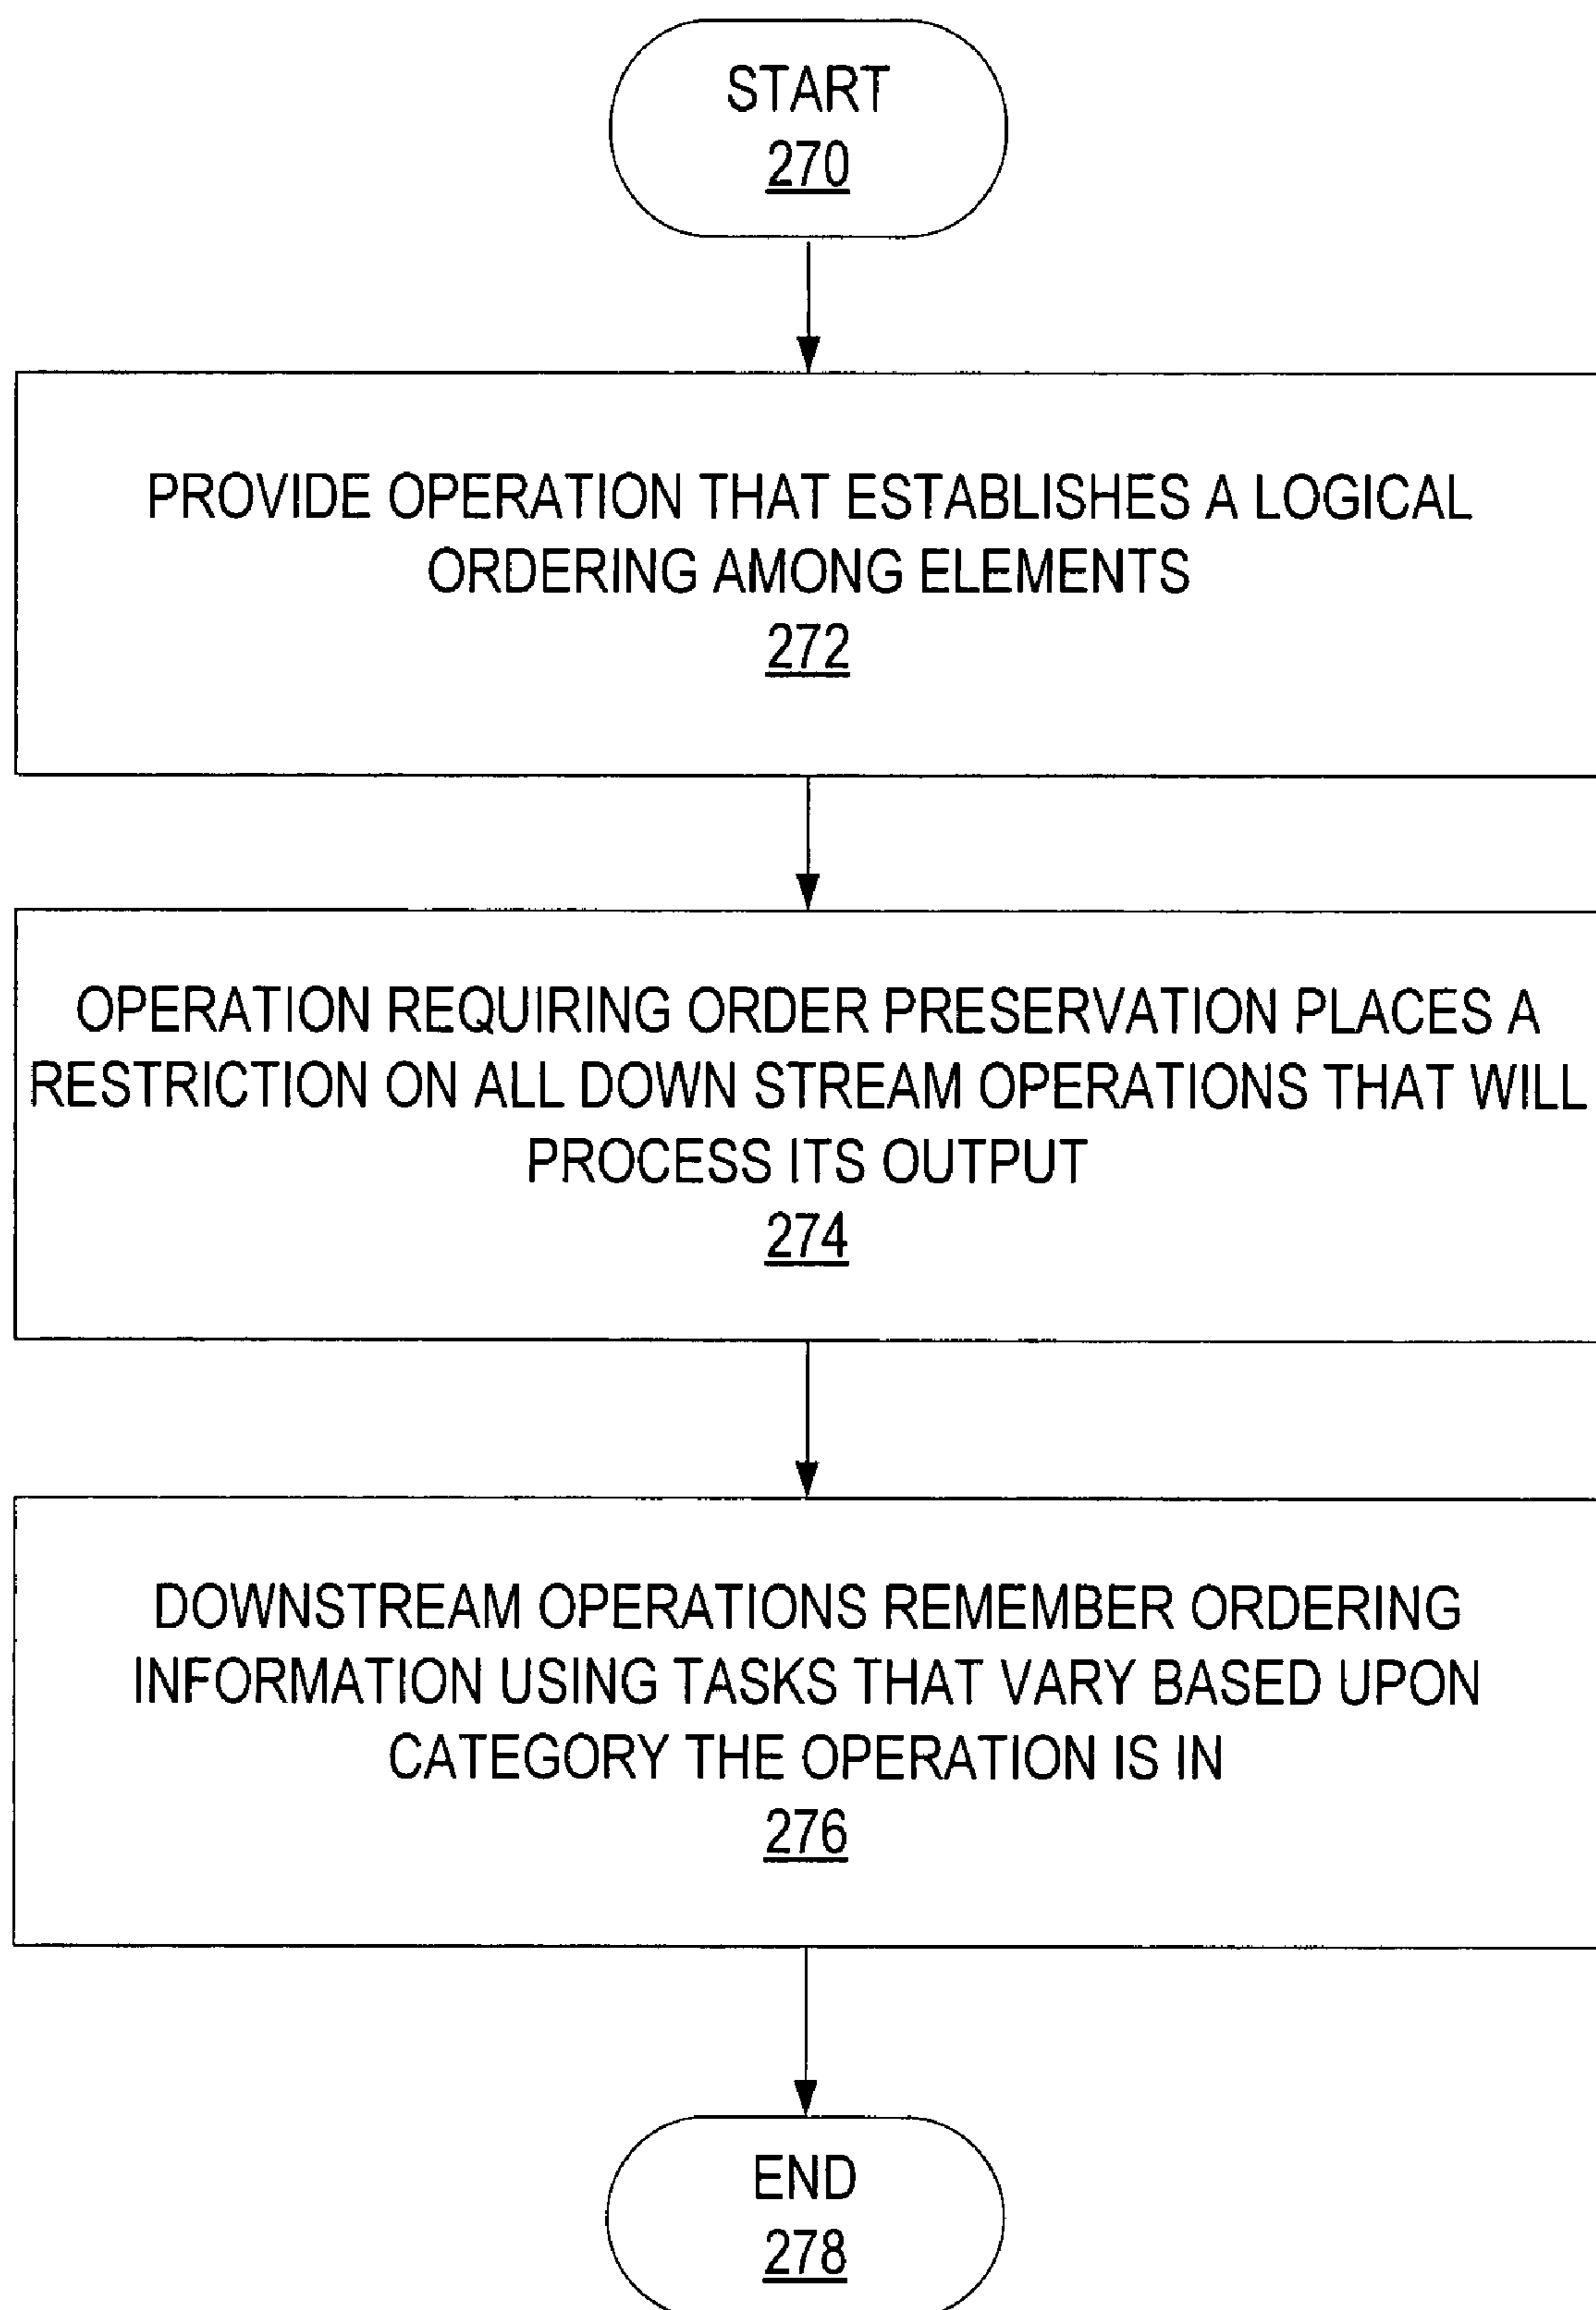 START
270
PROVIDE OPERATION THAT ESTABLISHES A LOGICAL
ORDERING AMONG ELEMENTS
272
OPERATION REQUIRING ORDER PRESERVATION PLACES A
RESTRICTION ON ALL DOWN STREAM OPERATIONS THAT WILL
PROCESS ITS OUTPUT
274
DOWNSTREAM OPERATIONS REMEMBER ORDERING
INFORMATION USING TASKS THAT VARY BASED UPON
CATEGORY THE OPERATION IS IN
276
END
278